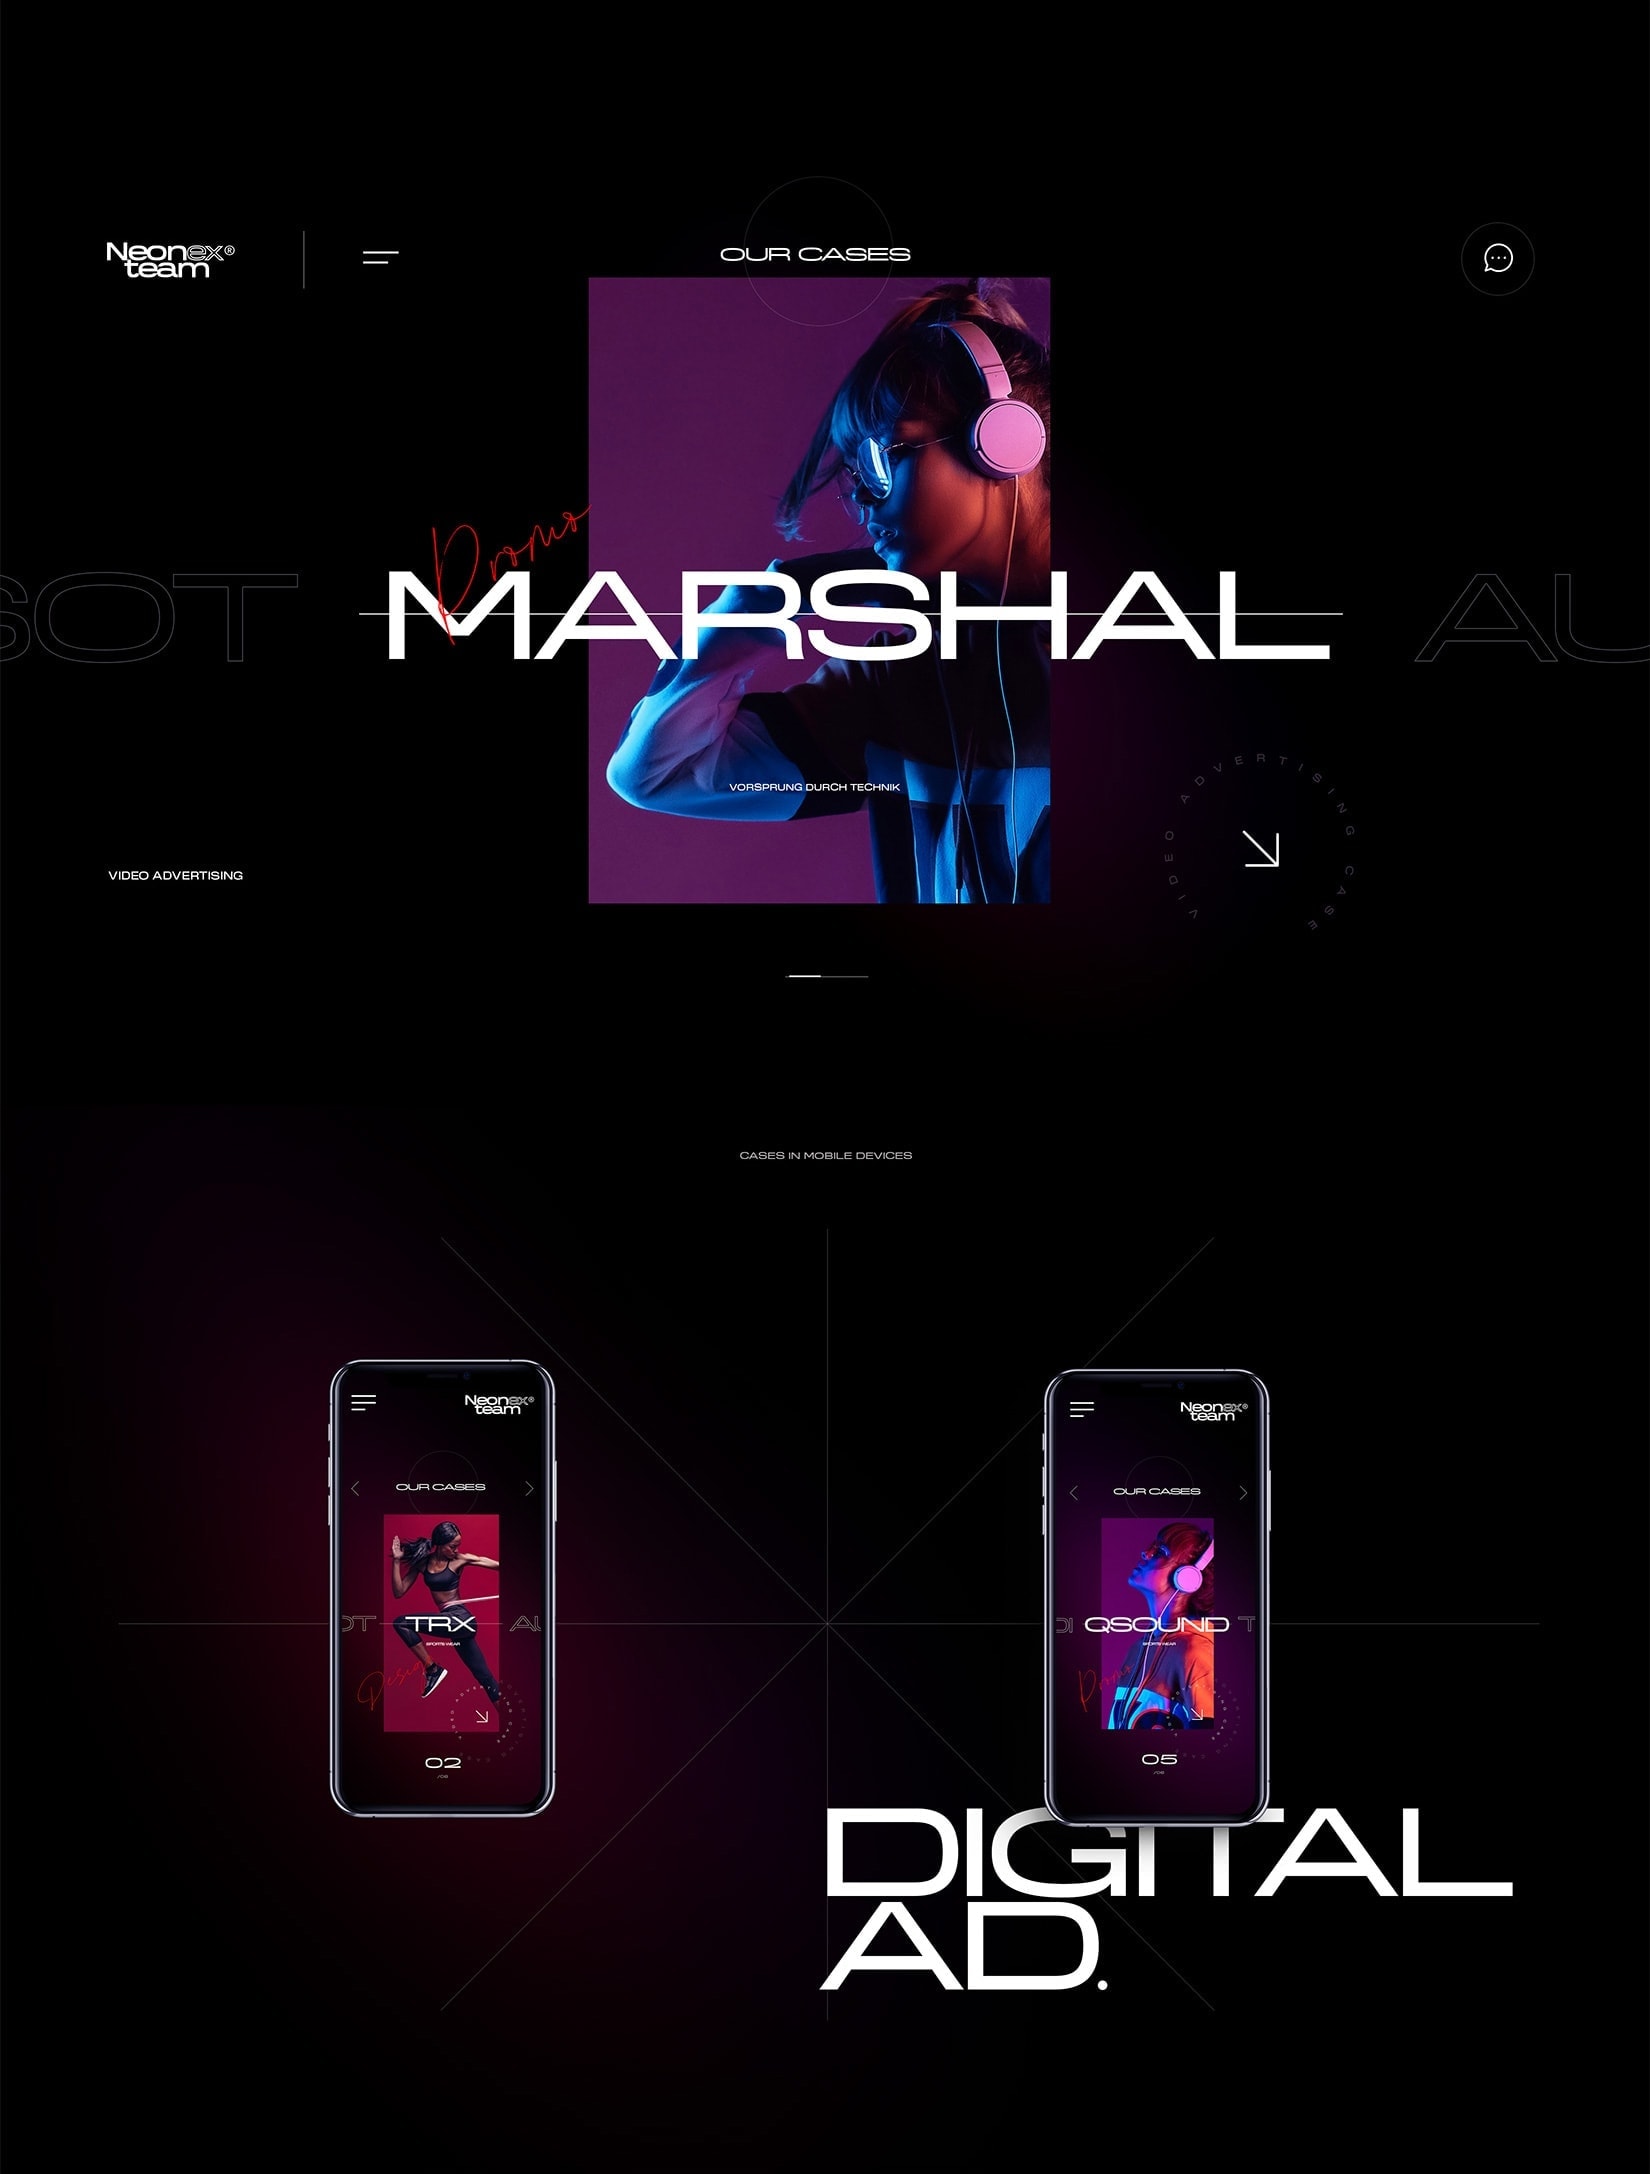 Neonex®
team
OUR CASES
Promo
SOT
MARSHAL
AU
VORSPRUNG DURCH TECHNIK
VIDEO ADVERTISING CASE
VIDEO ADVERTISING
CASES IN MOBILE DEVICES
Neonex®
team
OUR CASES
OT
TRX
AU
SPORTS WEAR
Design
02
/06
Neonex®
team
OUR CASES
QSOUND
T
SPORTS WEAR
Promo
05
/06
DIGITAL
AD.